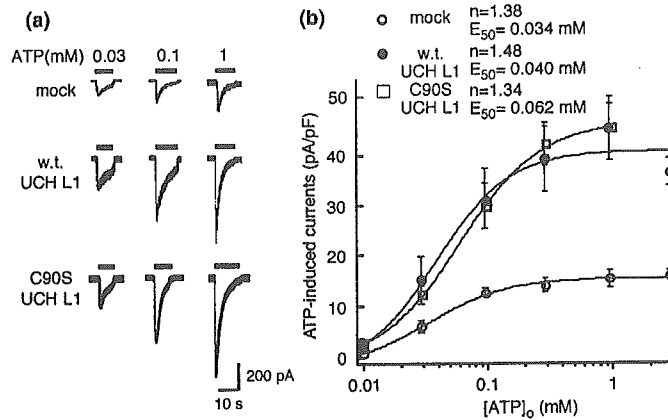 (a)
ATP(mM) 0.03 0.1 1
mock
w.t.
UCH L1
C90S
UCH L1
200 pA
10 s
(b)
mock n=1.38
E50= 0.034 mM
w.t. n=1.48
UCH L1 E50= 0.040 mM
C90S n=1.34
UCH L1 E50= 0.062 mM
ATP-induced currents (pA/pF)
50
40
30
20
10
0
0.01 0.1 1
[ATP]o (mM)